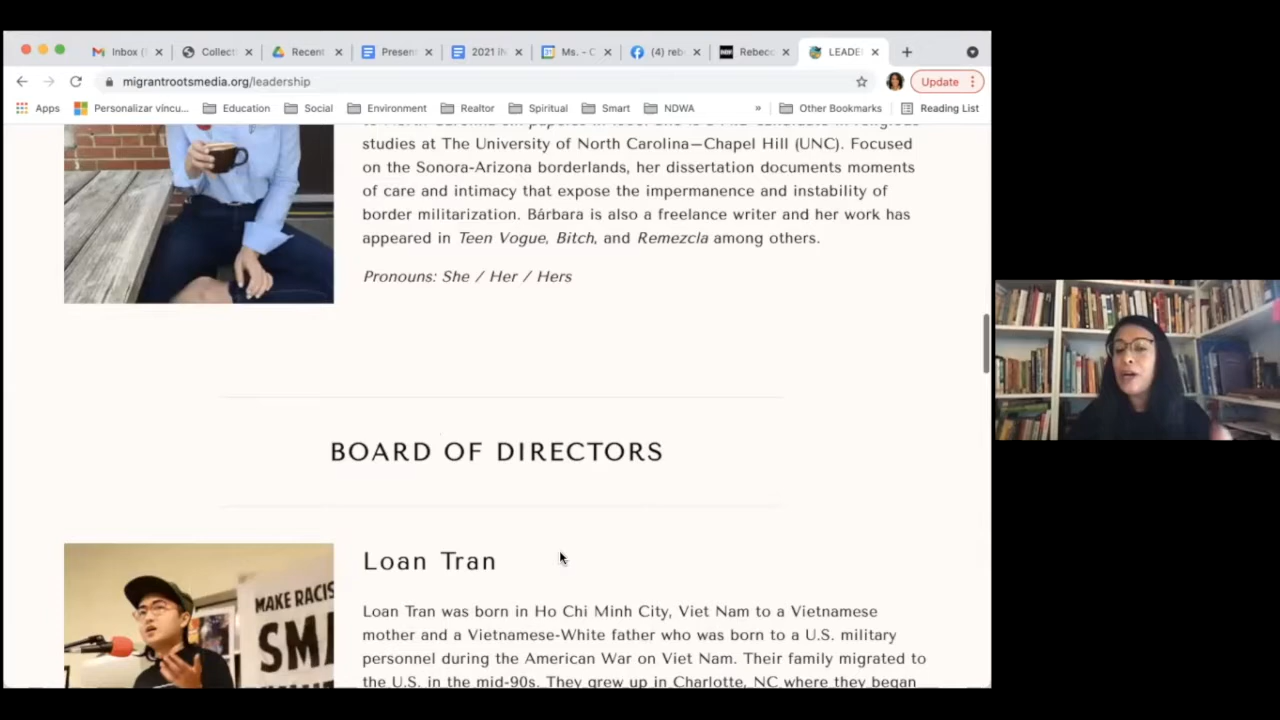 Inbox (
Collect
Recent
Presen
2021 iN
Ms. - C
(4) reb
Rebecc
LEADE
migrantrootsmedia.org/leadership
Update
Apps
Personalizar víncu...
Education
Social
Environment
Realtor
Spiritual
Smart
NDWA
»
Other Bookmarks
Reading List
studies at The University of North Carolina—Chapel Hill (UNC). Focused
on the Sonora-Arizona borderlands, her dissertation documents moments
of care and intimacy that expose the impermanence and instability of
border militarization. Bárbara is also a freelance writer and her work has
appeared in Teen Vogue, Bitch, and Remezcla among others.
Pronouns: She / Her / Hers
BOARD OF DIRECTORS
Loan Tran
MAKE RACIS
SMA
Loan Tran was born in Ho Chi Minh City, Viet Nam to a Vietnamese
mother and a Vietnamese-White father who was born to a U.S. military
personnel during the American War on Viet Nam. Their family migrated to
the U.S. in the mid-90s. They grew up in Charlotte, NC where they began